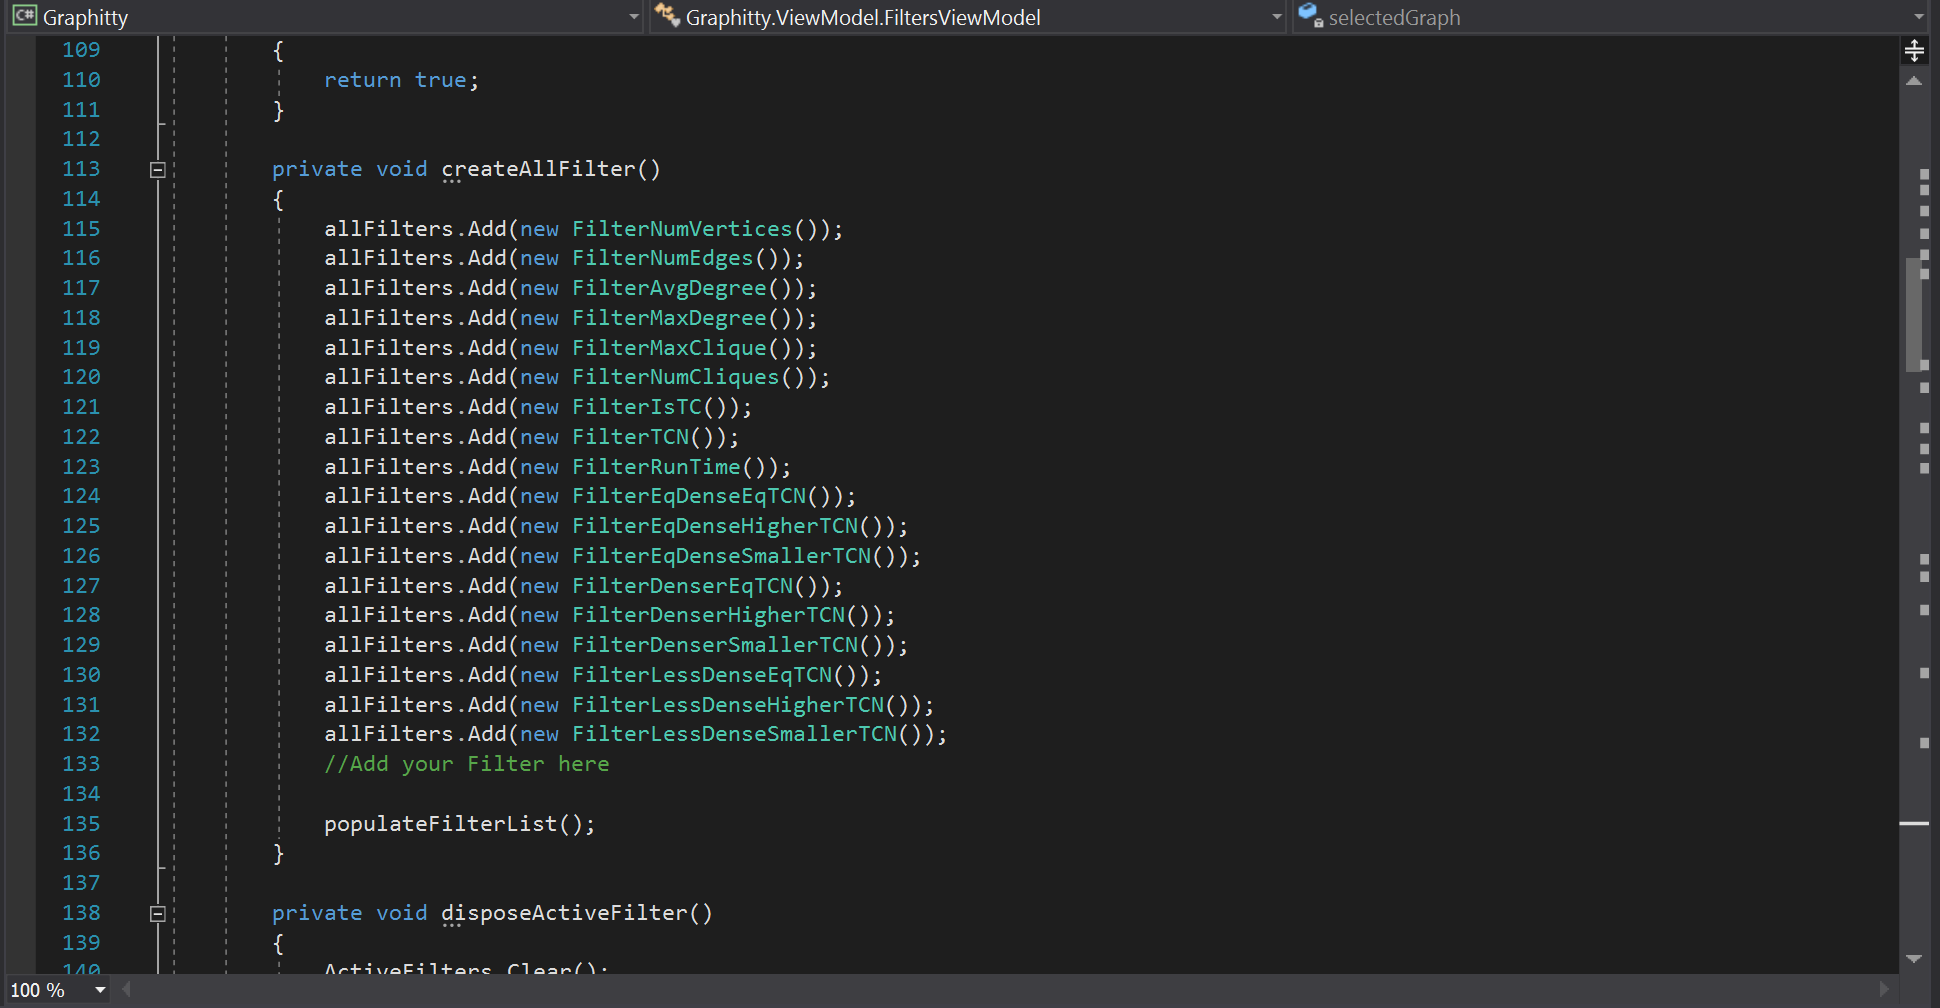 C# Graphitty Graphitty.ViewModel.FiltersViewModel selectedGraph
109 {
110 return true;
111 }
112
113 private void createAllFilter()
114 {
115 allFilters.Add(new FilterNumVertices());
116 allFilters.Add(new FilterNumEdges());
117 allFilters.Add(new FilterAvgDegree());
118 allFilters.Add(new FilterMaxDegree());
119 allFilters.Add(new FilterMaxClique());
120 allFilters.Add(new FilterNumCliques());
121 allFilters.Add(new FilterIsTC());
122 allFilters.Add(new FilterTCN());
123 allFilters.Add(new FilterRunTime());
124 allFilters.Add(new FilterEqDenseEqTCN());
125 allFilters.Add(new FilterEqDenseHigherTCN());
126 allFilters.Add(new FilterEqDenseSmallerTCN());
127 allFilters.Add(new FilterDenserEqTCN());
128 allFilters.Add(new FilterDenserHigherTCN());
129 allFilters.Add(new FilterDenserSmallerTCN());
130 allFilters.Add(new FilterLessDenseEqTCN());
131 allFilters.Add(new FilterLessDenseHigherTCN());
132 allFilters.Add(new FilterLessDenseSmallerTCN());
133 //Add your Filter here
134
135 populateFilterList();
136 }
137
138 private void disposeActiveFilter()
139 {
140 ActiveFilters.Clear();
100 %